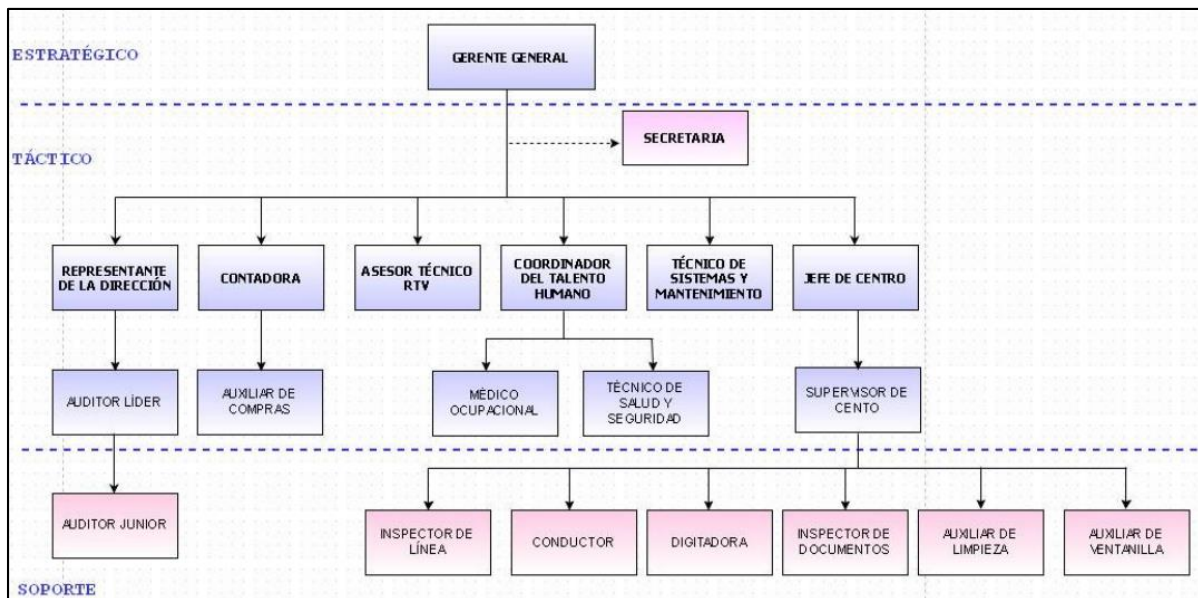 ESTRATÉGICO
GERENTE GENERAL
SECRETARIA
TÁCTICO
REPRESENTANTE
DE LA DIRECCIÓN
CONTADORA
ASESOR TÉCNICO
RTV
COORDINADOR
DEL TALENTO
HUMANO
TÉCNICO DE
SISTEMAS Y
MANTENIMIENTO
JEFE DE CENTRO
AUDITOR LÍDER
AUXILIAR DE
COMPRAS
MÉDICO
OCUPACIONAL
TÉCNICO DE
SALUD Y
SEGURIDAD
SUPERVISOR DE
CENTO
AUDITOR JUNIOR
INSPECTOR DE
LÍNEA
CONDUCTOR
DIGITADORA
INSPECTOR DE
DOCUMENTOS
AUXILIAR DE
LIMPIEZA
AUXILIAR DE
VENTANILLA
SOPORTE